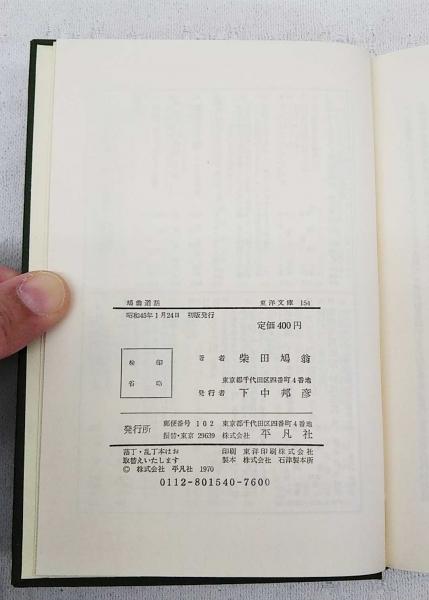 鳩翁道話 東洋文庫 154
昭和45年1月24日 初版発行
定価400円
検印
省略
著者 柴田鳩翁
東京都千代田区四番町4番地
発行者 下中邦彦
発行所 郵便番号 102 東京都千代田区四番町4番地
振替・東京 29639 株式会社 平凡社
落丁・乱丁本はお 印刷 東洋印刷株式会社
取替えいたします 製本 株式会社 石津製本所
© 株式会社 平凡社 1970
0112-801540-7600